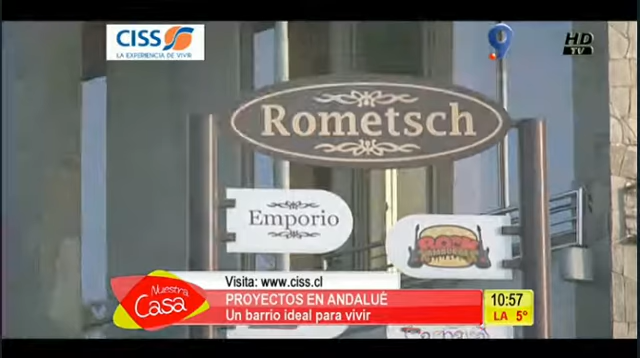 CISS
LA EXPERIENCIA DE VIVIR
HD
TV
Rometsch
Emporio
ROCK
Visita: www.ciss.cl
Nuestra
Casa
PROYECTOS EN ANDALUÉ
Un barrio ideal para vivir
10:57
LA 5°